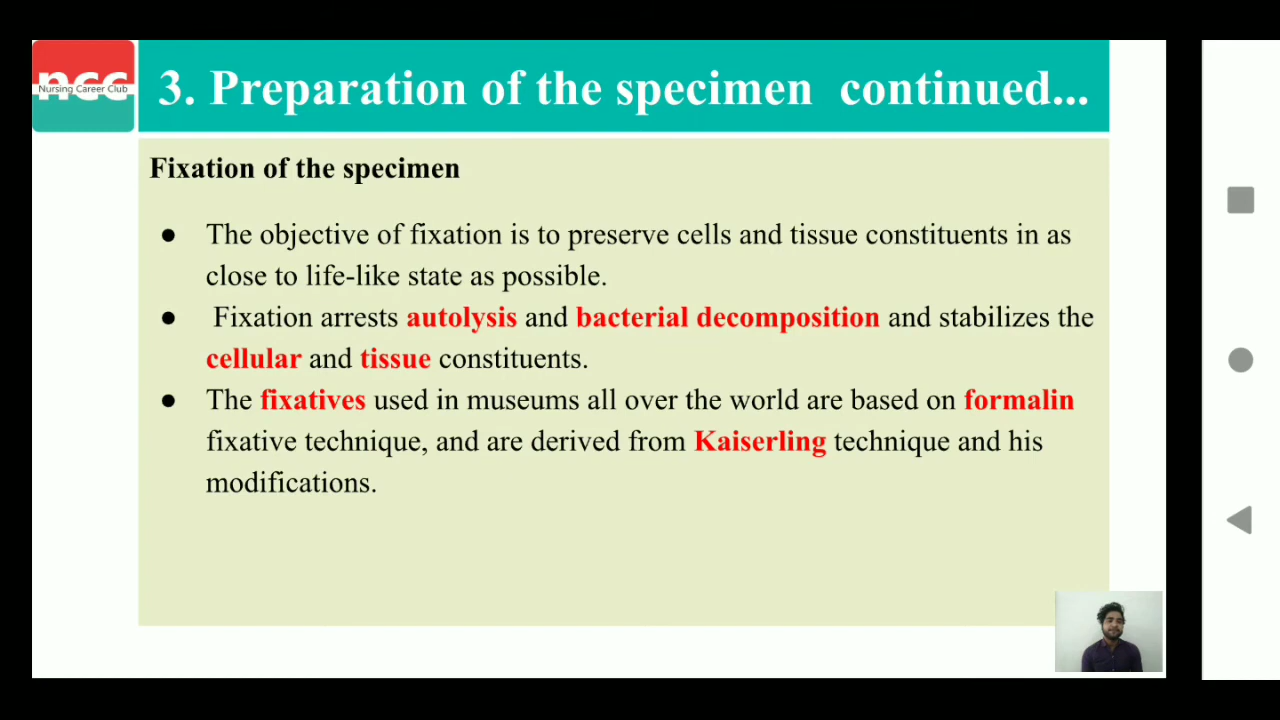 ncc
Nursing Career Club
3. Preparation of the specimen continued...
Fixation of the specimen
● The objective of fixation is to preserve cells and tissue constituents in as
close to life-like state as possible.
● Fixation arrests autolysis and bacterial decomposition and stabilizes the
cellular and tissue constituents.
● The fixatives used in museums all over the world are based on formalin
fixative technique, and are derived from Kaiserling technique and his
modifications.